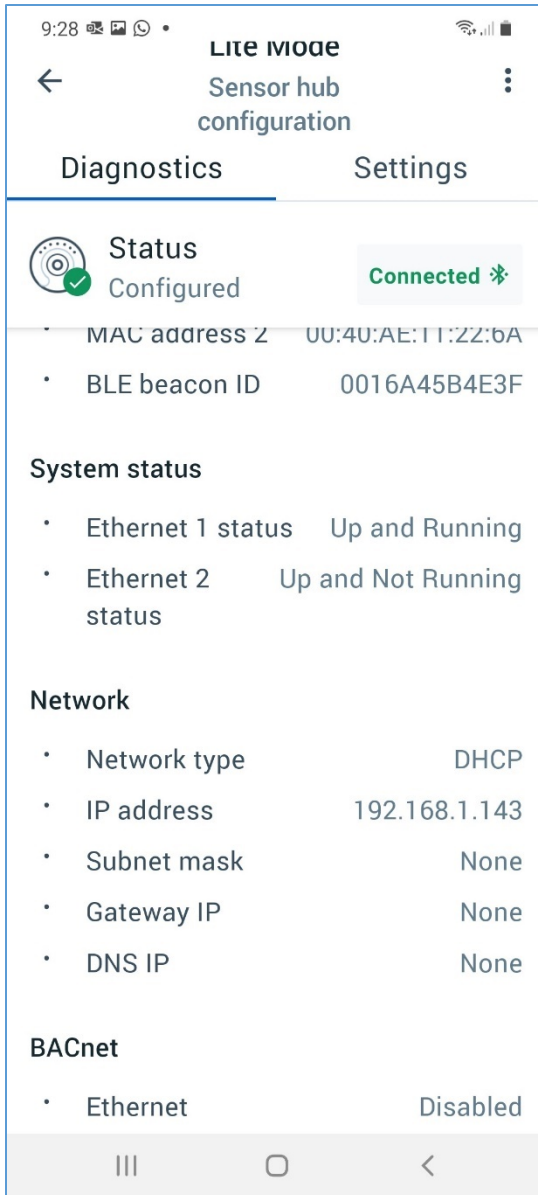 9:28
Lite Mode
Sensor hub
configuration
Diagnostics Settings
Status
Configured
Connected
• MAC address 2 00:40:AE:11:22:6A
• BLE beacon ID 0016A45B4E3F
System status
• Ethernet 1 status Up and Running
• Ethernet 2 Up and Not Running
status
Network
• Network type DHCP
• IP address 192.168.1.143
• Subnet mask None
• Gateway IP None
• DNS IP None
BACnet
• Ethernet Disabled